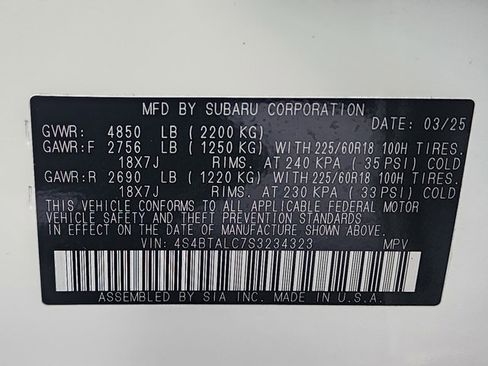 MFD BY SUBARU CORPORATION
DATE: 03/25
GVWR: 4850 LB (2200 KG)
GAWR:F 2756 LB (1250 KG) WITH 225/60R18 100H TIRES.
18X7J RIMS. AT 240 KPA (35 PSI) COLD
GAWR:R 2690 LB (1220 KG) WITH 225/60R18 100H TIRES.
18X7J RIMS. AT 230 KPA (33 PSI) COLD
THIS VEHICLE CONFORMS TO ALL APPLICABLE FEDERAL MOTOR
VEHICLE SAFETY AND THEFT PREVENTION STANDARDS
IN EFFECT ON THE DATE OF MANUFACTURE SHOWN ABOVE.
VIN: 4S4BTALC7S3234323 MPV
ASSEMBLED BY SIA INC. MADE IN U.S.A.